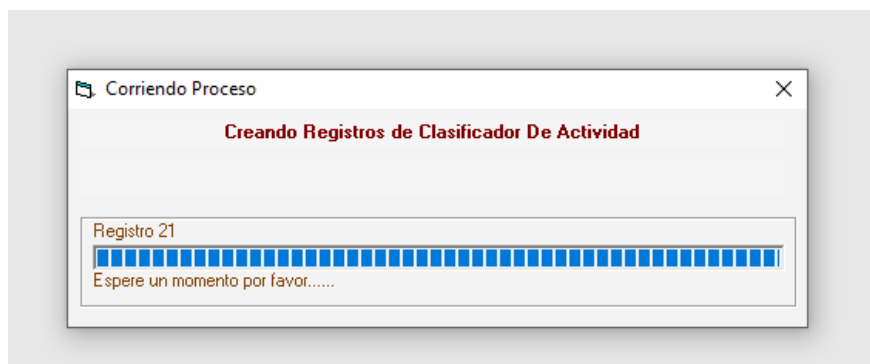 Corriendo Proceso
Creando Registros de Clasificador De Actividad
Registro 21
Espere un momento por favor......